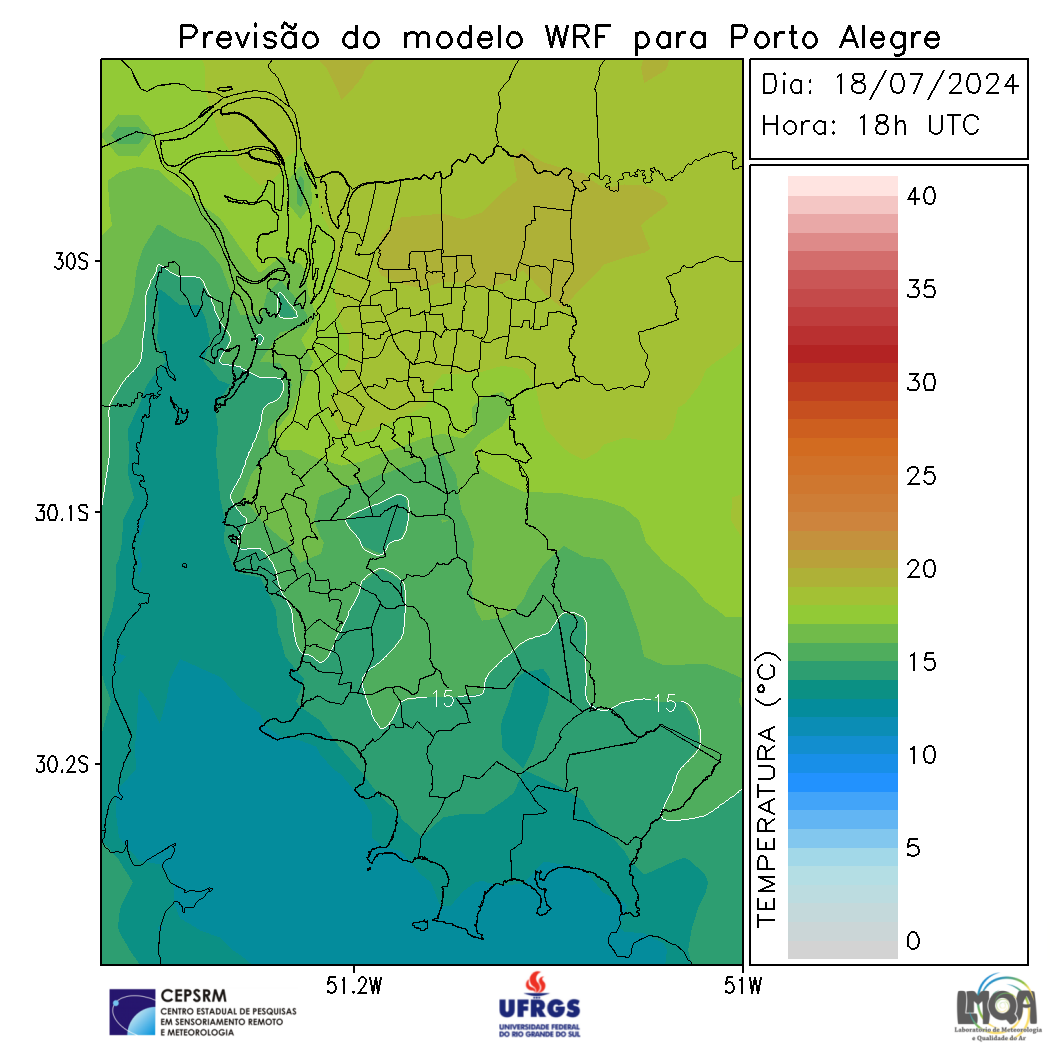 Previsão do modelo WRF para Porto Alegre
Dia: 18/07/2024
Hora: 18h UTC
30S
30.1S
30.2S
51.2W
51W
15
15
TEMPERATURA (°C)
40
35
30
25
20
15
10
5
0
CEPSRM
CENTRO ESTADUAL DE PESQUISAS
EM SENSORIAMENTO REMOTO
E METEOROLOGIA
UFRGS
UNIVERSIDADE FEDERAL
DO RIO GRANDE DO SUL
LMQA
Laboratório de Meteorologia
e Qualidade do Ar